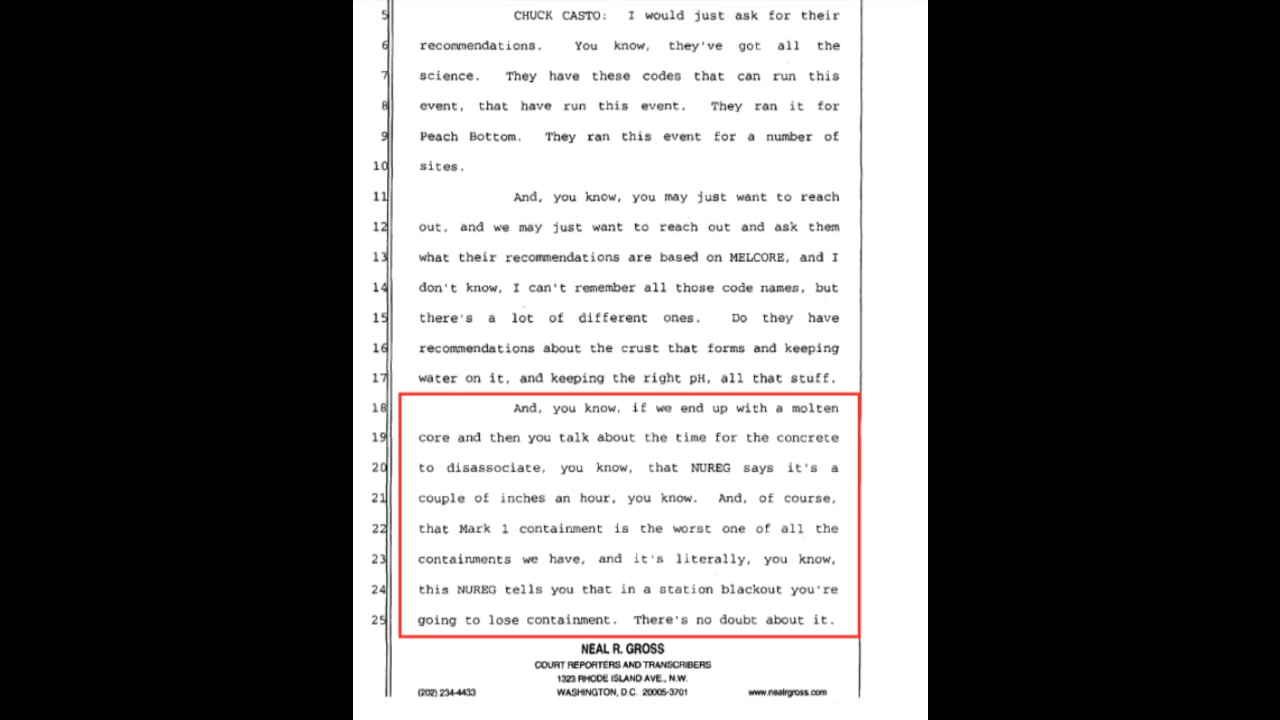 5 CHUCK CASTO: I would just ask for their
6 recommendations. You know, they've got all the
7 science. They have these codes that can run this
8 event, that have run this event. They ran it for
9 Peach Bottom. They ran this event for a number of
10 sites.
11 And, you know, you may just want to reach
12 out, and we may just want to reach out and ask them
13 what their recommendations are based on MELCORE, and I
14 don't know, I can't remember all those code names, but
15 there's a lot of different ones. Do they have
16 recommendations about the crust that forms and keeping
17 water on it, and keeping the right pH, all that stuff.
18 And, you know, if we end up with a molten
19 core and then you talk about the time for the concrete
20 to disassociate, you know, that NUREG says it's a
21 couple of inches an hour, you know. And, of course,
22 that Mark 1 containment is the worst one of all the
23 containments we have, and it's literally, you know,
24 this NUREG tells you that in a station blackout you're
25 going to lose containment. There's no doubt about it.
NEAL R. GROSS
COURT REPORTERS AND TRANSCRIBERS
1323 RHODE ISLAND AVE., N.W.
(202) 234-4433 WASHINGTON, D.C. 20005-3701 www.nealrgross.com